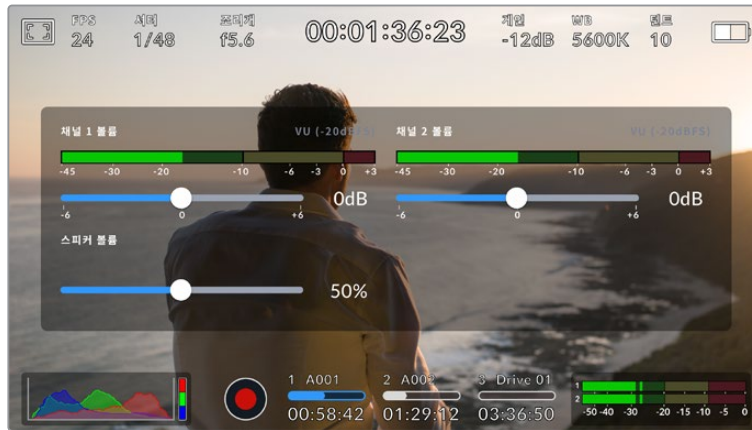 FPS 셔터 조리개 00:01:36:23 게인 WB 틴트
24 1/48 f5.6 -12dB 5600K 10
채널 1 볼륨 VU (-20dBFS) 채널 2 볼륨 VU (-20dBFS)
-45 -30 -20 -10 -6 -3 0 +3 -45 -30 -20 -10 -6 -3 0 +3
0dB 0dB
-6 0 +6 -6 0 +6
스피커 볼륨
50%
1 A001 2 A002 3 Drive 01
00:58:42 01:29:12 03:36:50
1
2
-50 -40 -30 -20 -15 -10 -5 0